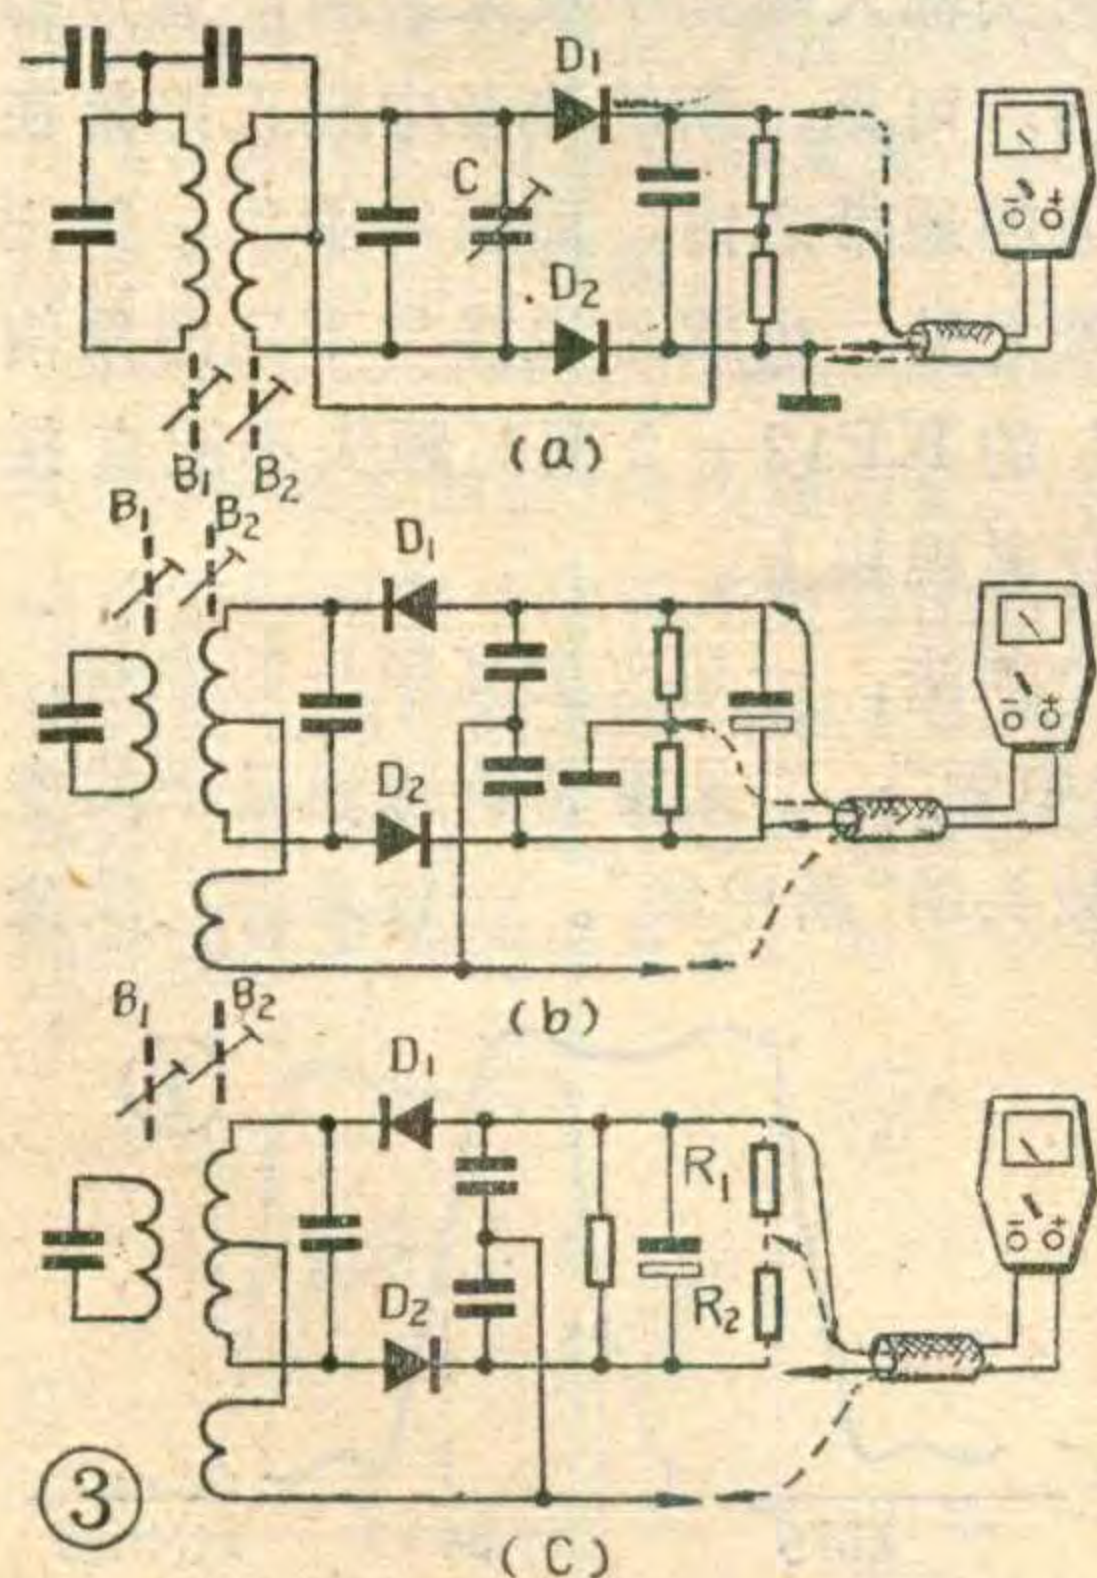 D₁
C
D₂
- +
(a)
B₁ B₂
B₁ B₂
D₁
D₂
- +
(b)
B₁ B₂
D₁
R₁
D₂
R₂
- +
③
(C)